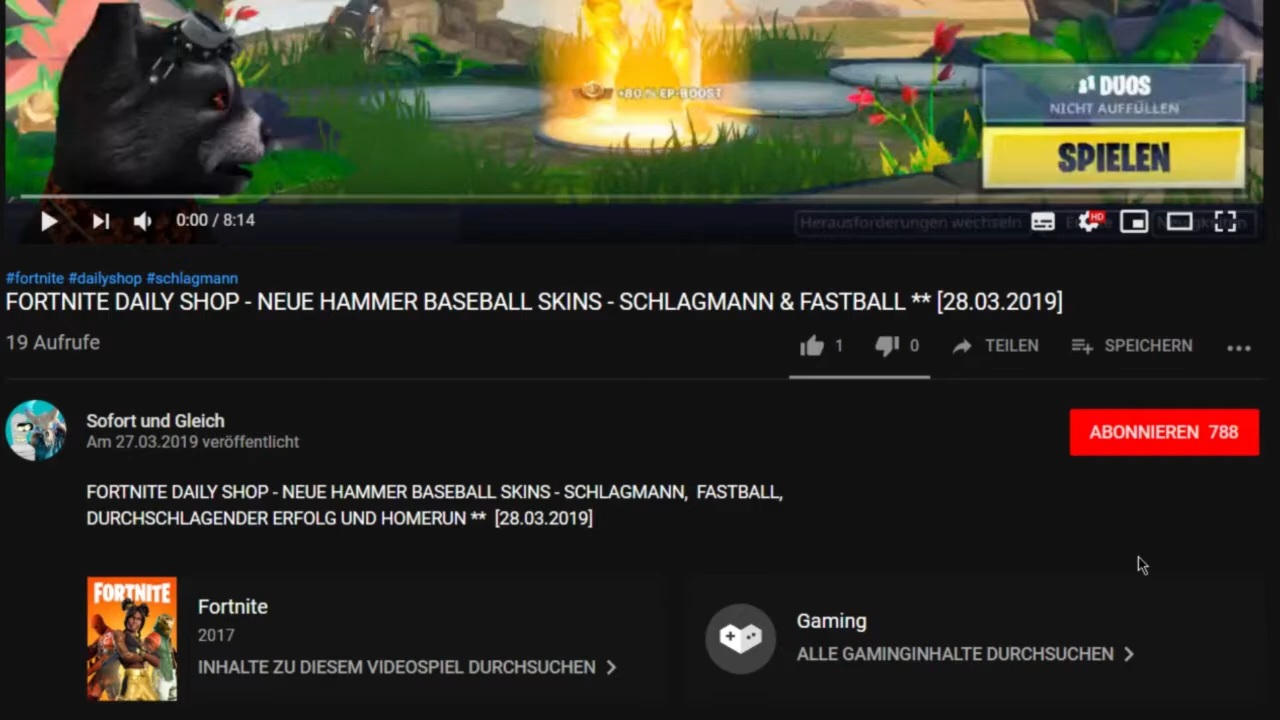 +80 % EP-BOOST
DUOS
NICHT AUFFÜLLEN
SPIELEN
0:00 / 8:14
Herausforderungen wechseln
HD
#fortnite #dailyshop #schlagmann
FORTNITE DAILY SHOP - NEUE HAMMER BASEBALL SKINS - SCHLAGMANN & FASTBALL ** [28.03.2019]
19 Aufrufe
1 0 TEILEN SPEICHERN
Sofort und Gleich
Am 27.03.2019 veröffentlicht
ABONNIEREN 788
FORTNITE DAILY SHOP - NEUE HAMMER BASEBALL SKINS - SCHLAGMANN, FASTBALL,
DURCHSCHLAGENDER ERFOLG UND HOMERUN ** [28.03.2019]
FORTNITE
Fortnite
2017
INHALTE ZU DIESEM VIDEOSPIEL DURCHSUCHEN
Gaming
ALLE GAMINGINHALTE DURCHSUCHEN